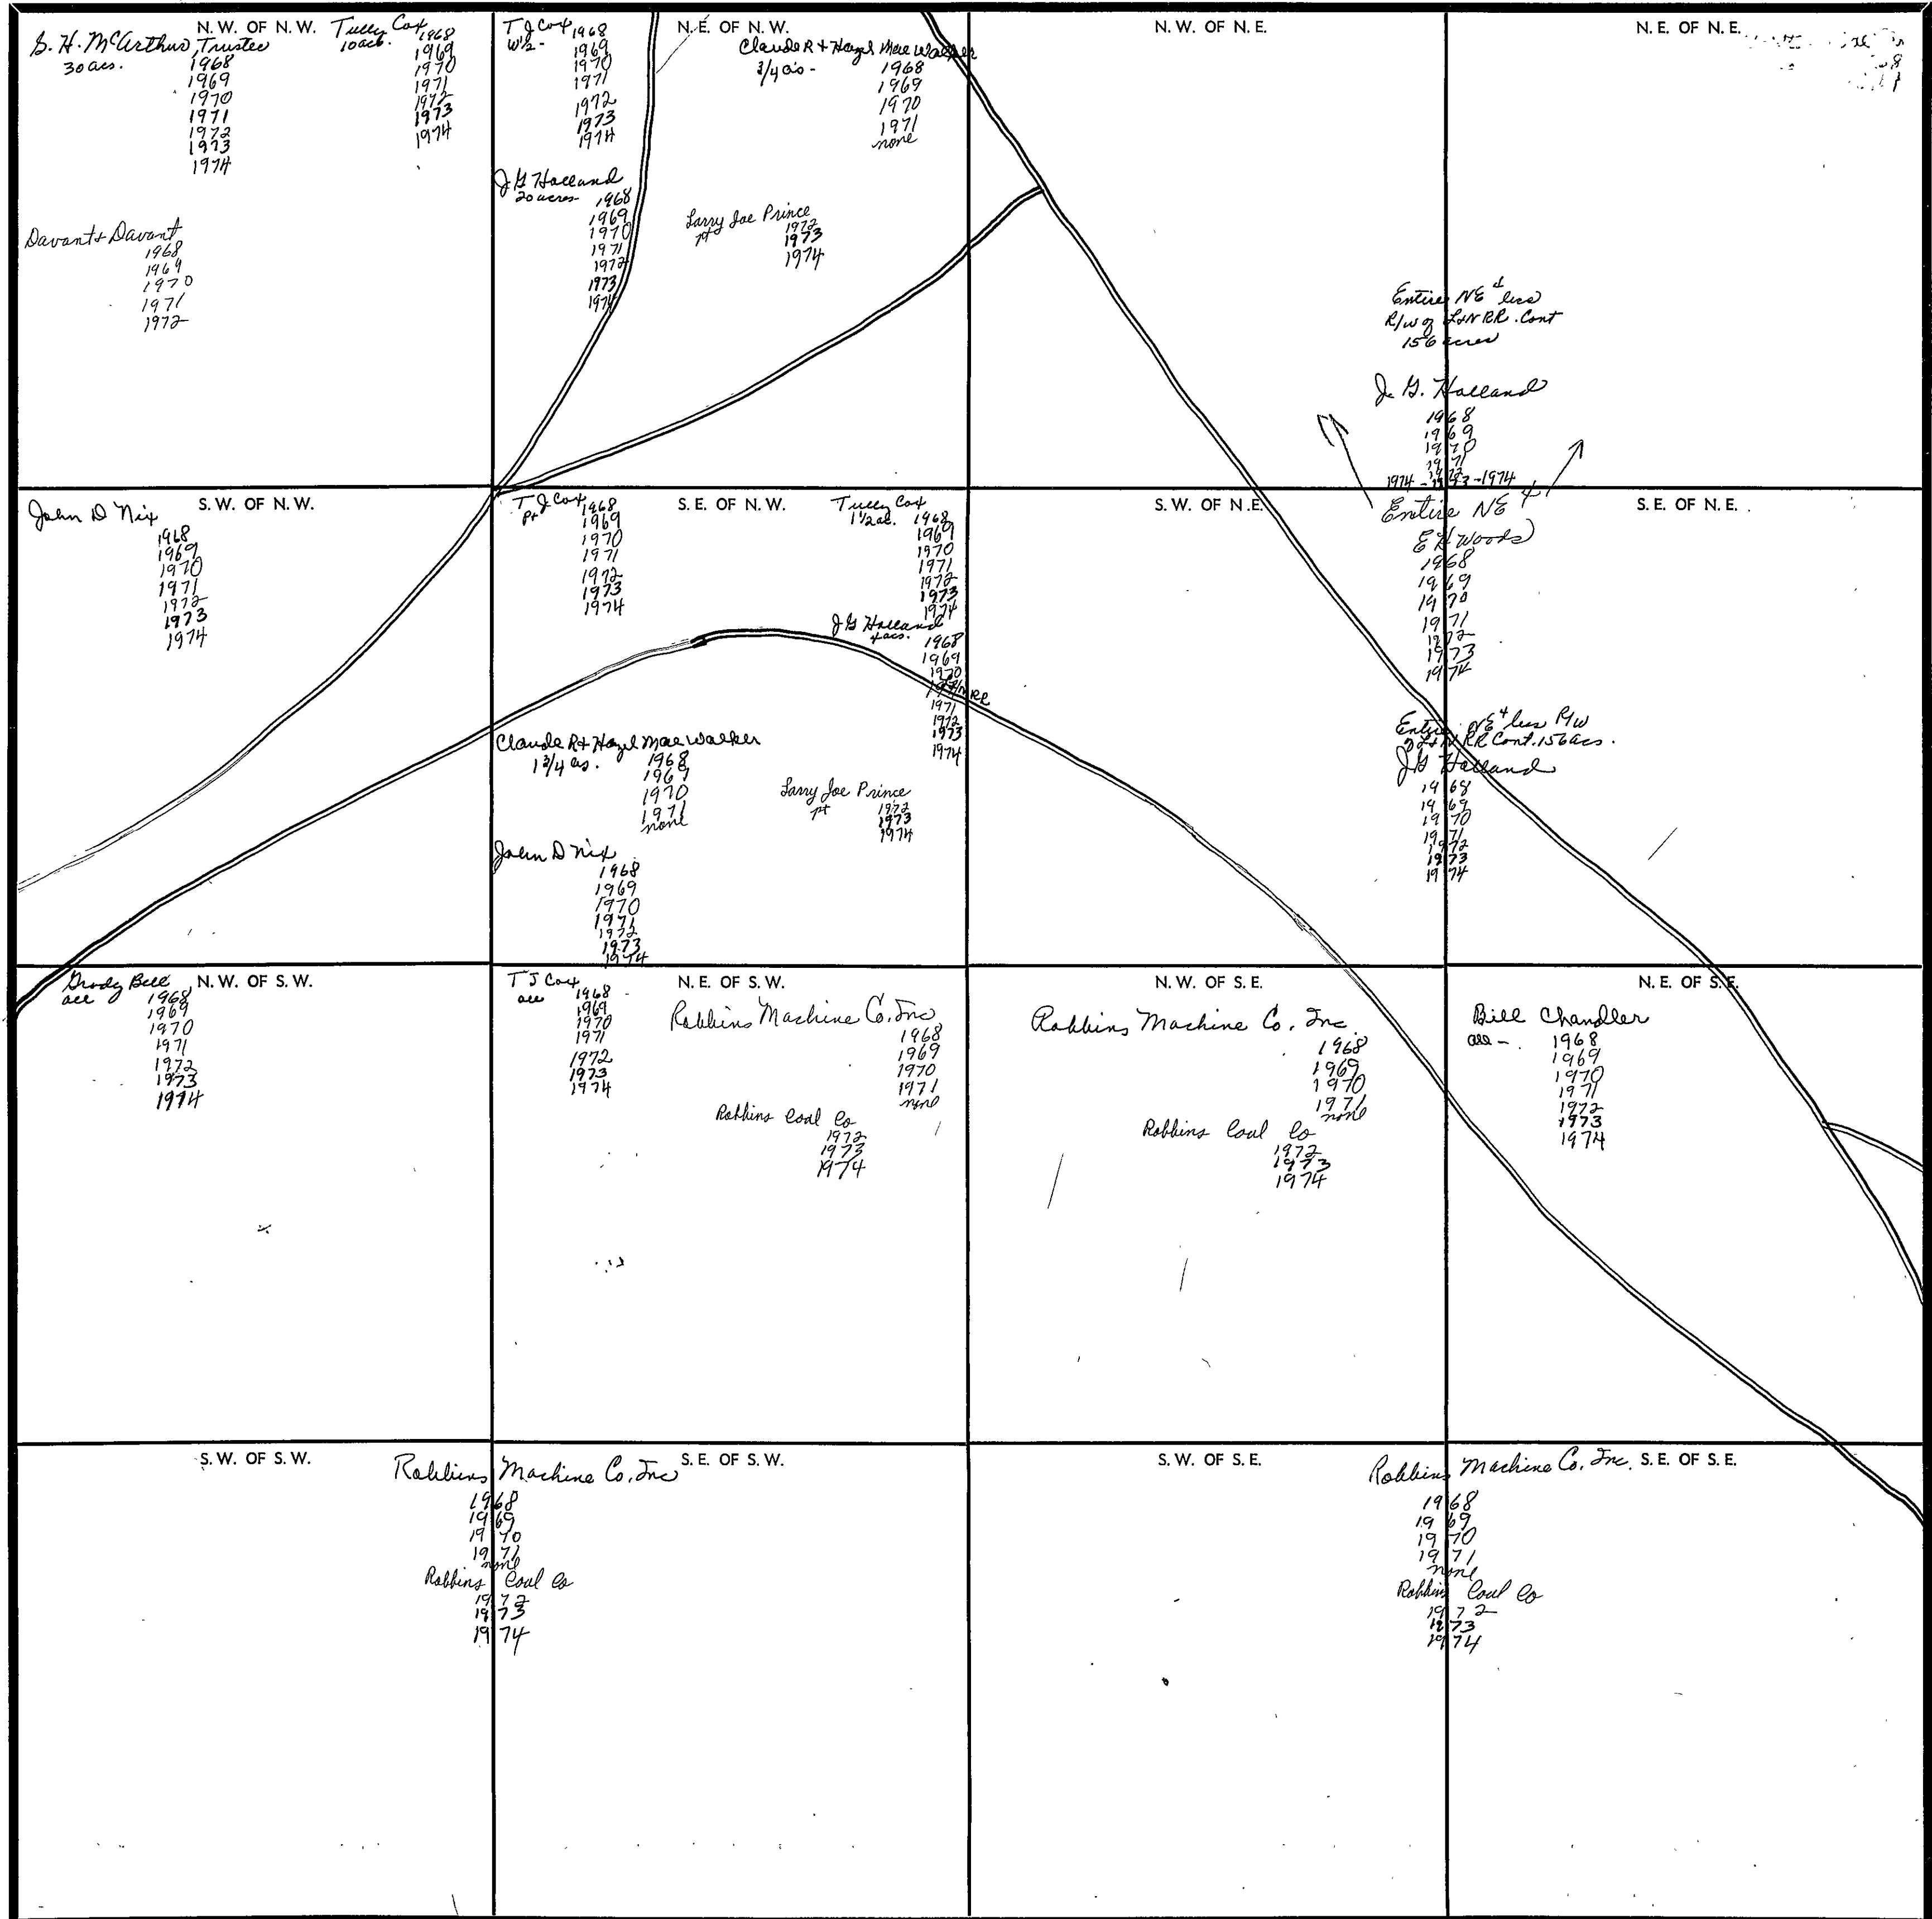 N.W. OF N.W.
S. H. McArthur, Trustee
30 acs.
1968
1969
1970
1971
1972
1973
1974
Tully Cox
10 acs.
1968
1969
1970
1971
1972
1973
1974
Davant & Davant
1968
1969
1970
1971
1972
N.E. OF N.W.
T J Cox
W½ -
1968
1969
1970
1971
1972
1973
1974
Claude R + Hazel Mae Walker
3/4 as -
1968
1969
1970
1971
none
J G Holland
20 acres
1968
1969
1970
1971
1972
1973
1974
Larry Joe Prince
pt
1972
1973
1974
N.W. OF N.E.
N.E. OF N.E.
Entire NE 4 less
R/W of L&N RR. Cont
156 acres
J. G. Holland
1968
1969
1970
1971
1972
1974 - 1973 - 1974
S.W. OF N.W.
John D Nix
1968
1969
1970
1971
1972
1973
1974
S.E. OF N.W.
T J Cox
Pt
1968
1969
1970
1971
1972
1973
1974
Tully Cox
1 1/2 ac.
1968
1969
1970
1971
1972
1973
1974
J G Holland
4 acs.
1968
1969
1970
RR
1971
1972
1973
1974
Claude R + Hazel Mae Walker
1 3/4 as.
1968
1969
1970
1971
none
Larry Joe Prince
pt
1972
1973
1974
John D Nix
1968
1969
1970
1971
1972
1973
1974
S.W. OF N.E.
S.E. OF N.E.
Entire NE 4
E H Woods
1968
1969
1970
1971
1972
1973
1974
Entire NE 4 less R/W
of L&N RR Cont. 156 acs.
J G Holland
1968
1969
1970
1971
1972
1973
1974
N.W. OF S.W.
Grady Bell
all
1968
1969
1970
1971
1972
1973
1974
N.E. OF S.W.
T J Cox
all
1968
1969
1970
1971
1972
1973
1974
Robbins Machine Co. Inc
1968
1969
1970
1971
none
Robbins Coal Co
1972
1973
1974
N.W. OF S.E.
Robbins Machine Co. Inc.
1968
1969
1970
1971
none
Robbins Coal Co
1972
1973
1974
N.E. OF S.E.
Bill Chandler
all -
1968
1969
1970
1971
1972
1973
1974
S.W. OF S.W.
S.E. OF S.W.
Robbins Machine Co. Inc
1968
1969
1970
1971
none
Robbins Coal Co
1972
1973
1974
S.W. OF S.E.
S.E. OF S.E.
Robbins Machine Co. Inc.
1968
1969
1970
1971
none
Robbins Coal Co
1972
1973
1974